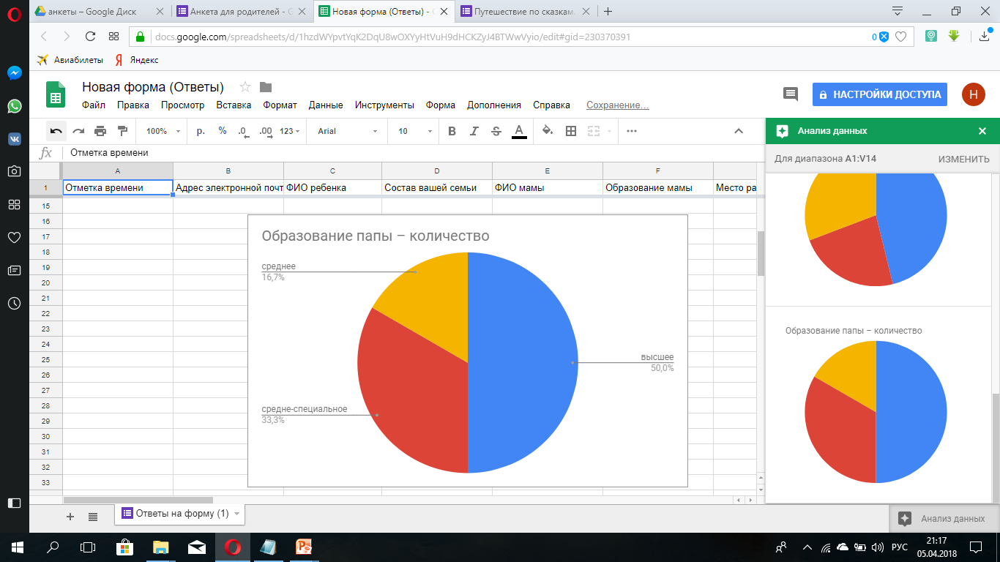 анкеты – Google Диск
Анкета для родителей - G
Новая форма (Ответы) -
Путешествие по сказкам
docs.google.com/spreadsheets/d/1hzdWYpvtYqK2DqU8wOXYyHtVuH9dHCKZyJ4BTWwVyio/edit#gid=230370391
0
Авиабилеты
Яндекс
Новая форма (Ответы)
Файл Правка Просмотр Вставка Формат Данные Инструменты Форма Дополнения Справка Сохранение...
НАСТРОЙКИ ДОСТУПА
Н
100% р. % .0 .00 123 Arial 10 B I S A
Анализ данных
fx Отметка времени
Для диапазона A1:V14 ИЗМЕНИТЬ
A B C D E F
1 Отметка времени Адрес электронной почт ФИО ребенка Состав вашей семьи ФИО мамы Образование мамы Место ра
15
16
17
18
19
20
21
22
23
24
25
26
27
28
29
30
31
32
33
Образование папы – количество
среднее
16,7%
высшее
50,0%
средне-специальное
33,3%
Образование папы – количество
Ответы на форму (1)
Анализ данных
РУС
21:17
05.04.2018